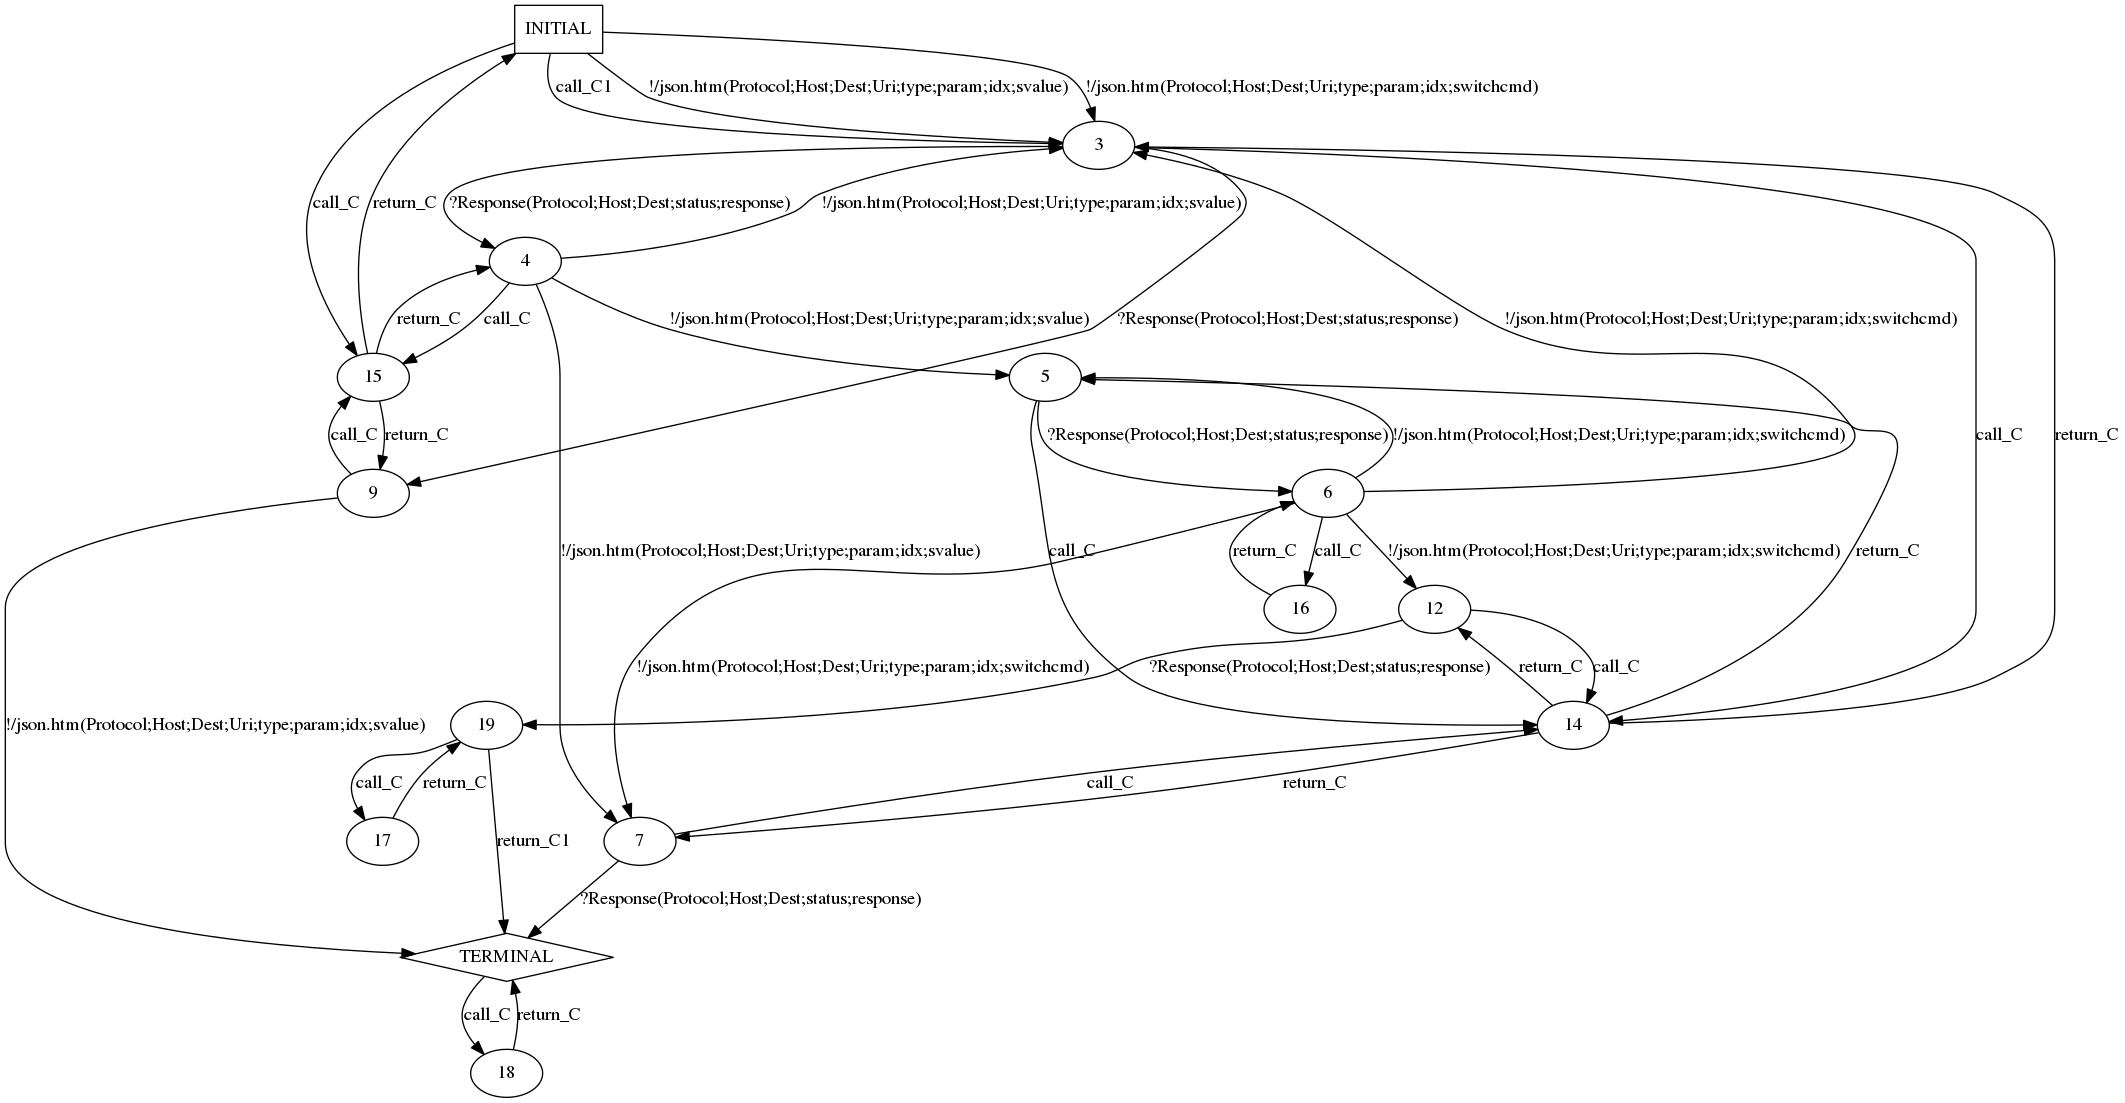 INITIAL
call_C1
!/json.htm(Protocol;Host;Dest;Uri;type;param;idx;svalue)
!/json.htm(Protocol;Host;Dest;Uri;type;param;idx;switchcmd)
3
call_C
return_C
?Response(Protocol;Host;Dest;status;response)
!/json.htm(Protocol;Host;Dest;Uri;type;param;idx;svalue)
4
return_C
call_C
!/json.htm(Protocol;Host;Dest;Uri;type;param;idx;svalue)
?Response(Protocol;Host;Dest;status;response)
!/json.htm(Protocol;Host;Dest;Uri;type;param;idx;switchcmd)
15
5
call_C
return_C
?Response(Protocol;Host;Dest;status;response)
!/json.htm(Protocol;Host;Dest;Uri;type;param;idx;switchcmd)
call_C
return_C
9
6
!/json.htm(Protocol;Host;Dest;Uri;type;param;idx;svalue)
call_C
return_C
call_C
!/json.htm(Protocol;Host;Dest;Uri;type;param;idx;switchcmd)
return_C
16
12
!/json.htm(Protocol;Host;Dest;Uri;type;param;idx;switchcmd)
?Response(Protocol;Host;Dest;status;response)
return_C
call_C
!/json.htm(Protocol;Host;Dest;Uri;type;param;idx;svalue)
19
14
call_C
return_C
call_C
return_C
17
return_C1
7
?Response(Protocol;Host;Dest;status;response)
TERMINAL
call_C
return_C
18